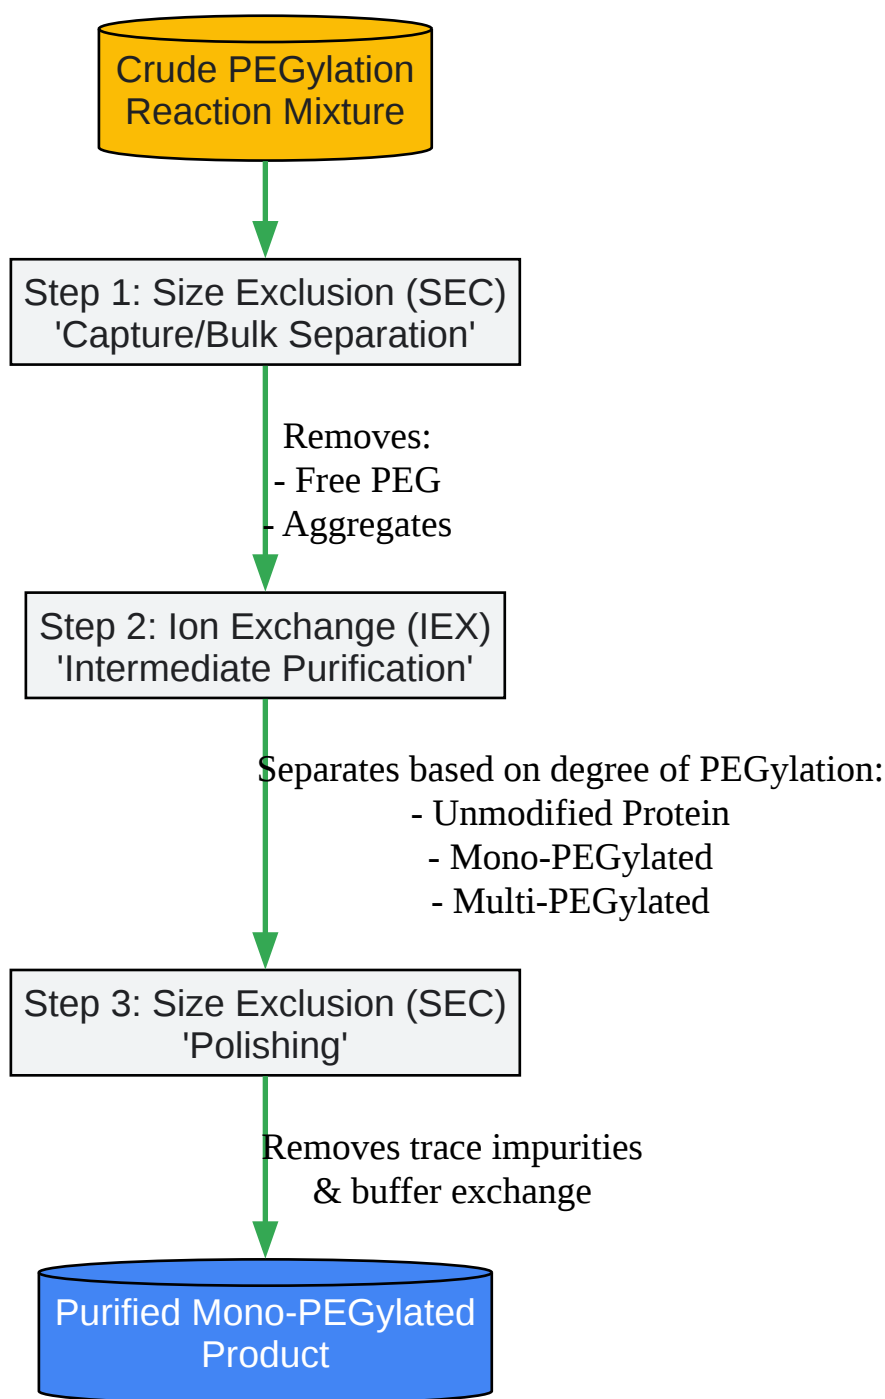 Crude PEGylation
Reaction Mixture
Step 1: Size Exclusion (SEC)
'Capture/Bulk Separation'
Removes:
- Free PEG
- Aggregates
Step 2: Ion Exchange (IEX)
'Intermediate Purification'
Separates based on degree of PEGylation:
- Unmodified Protein
- Mono-PEGylated
- Multi-PEGylated
Step 3: Size Exclusion (SEC)
'Polishing'
Removes trace impurities
& buffer exchange
Purified Mono-PEGylated
Product